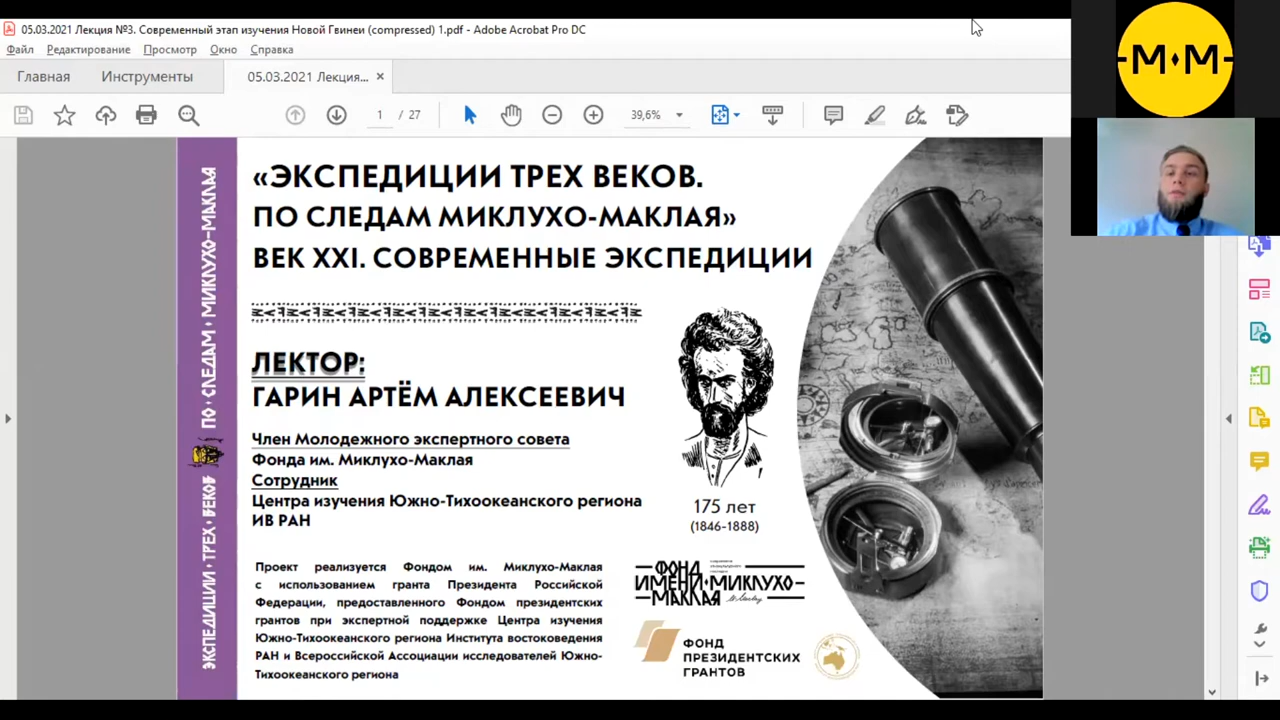 05.03.2021 Лекция №3. Современный этап изучения Новой Гвинеи (compressed) 1.pdf - Adobe Acrobat Pro DC
Файл Редактирование Просмотр Окно Справка
Главная Инструменты 05.03.2021 Лекция... ×
1 / 27 39,6%
М М
«ЭКСПЕДИЦИИ ТРЕХ ВЕКОВ.
ПО СЛЕДАМ МИКЛУХО-МАКЛАЯ»
ВЕК XXI. СОВРЕМЕННЫЕ ЭКСПЕДИЦИИ
ЛЕКТОР:
ГАРИН АРТЁМ АЛЕКСЕЕВИЧ
Член Молодежного экспертного совета
Фонда им. Миклухо-Маклая
Сотрудник
Центра изучения Южно-Тихоокеанского региона
ИВ РАН
175 лет
(1846-1888)
Проект реализуется Фондом им. Миклухо-Маклая
с использованием гранта Президента Российской
Федерации, предоставленного Фондом президентских
грантов при экспертной поддержке Центра изучения
Южно-Тихоокеанского региона Института востоковедения
РАН и Всероссийской Ассоциации исследователей Южно-
Тихоокеанского региона
ФОНД
ИМЕНИ МИКЛУХО-
МАКЛАЯ
ФОНД
ПРЕЗИДЕНТСКИХ
ГРАНТОВ
ЭКСПЕДИЦИИ ТРЕХ ВЕКОВ ПО СЛЕДАМ МИКЛУХО-МАКЛАЯ